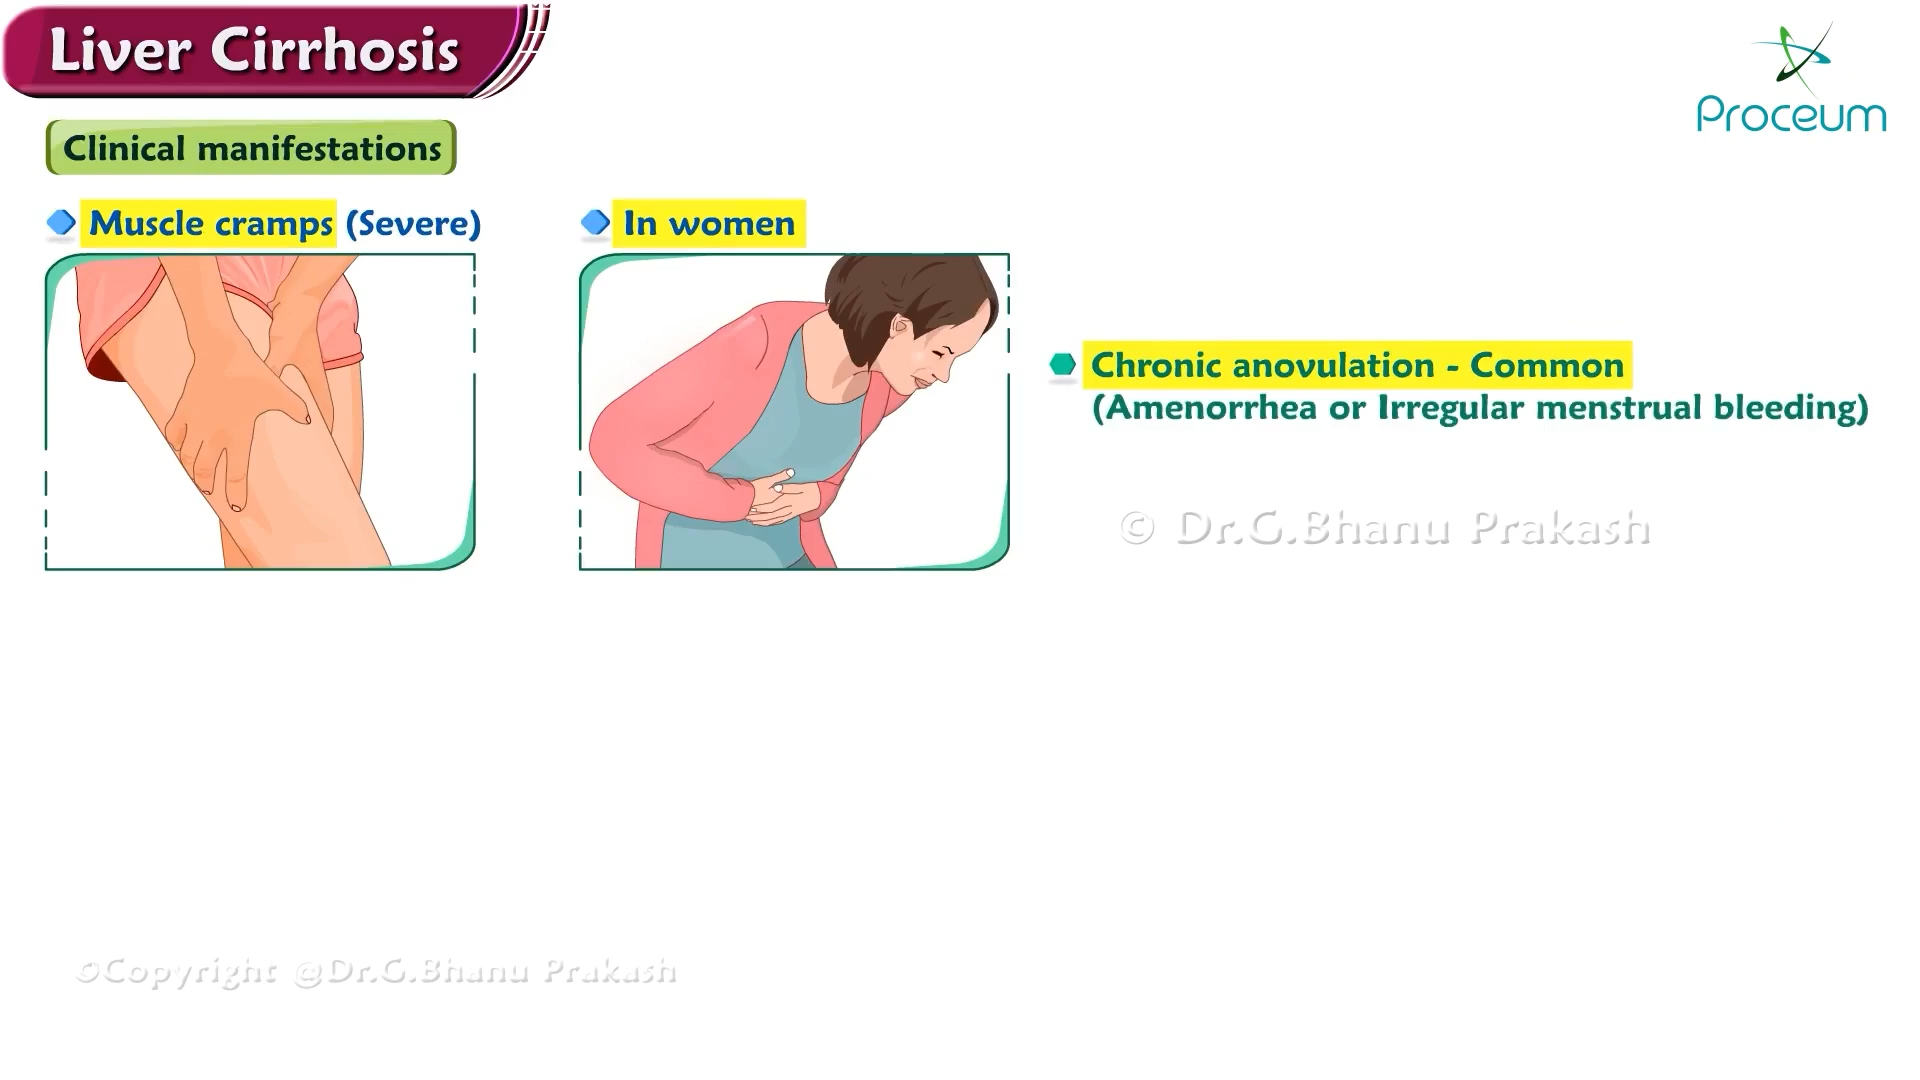 Liver Cirrhosis
Proceum
Clinical manifestations
Muscle cramps (Severe)
In women
Chronic anovulation - Common
(Amenorrhea or Irregular menstrual bleeding)
© Dr.G.Bhanu Prakash
©Copyright @Dr.G.Bhanu Prakash